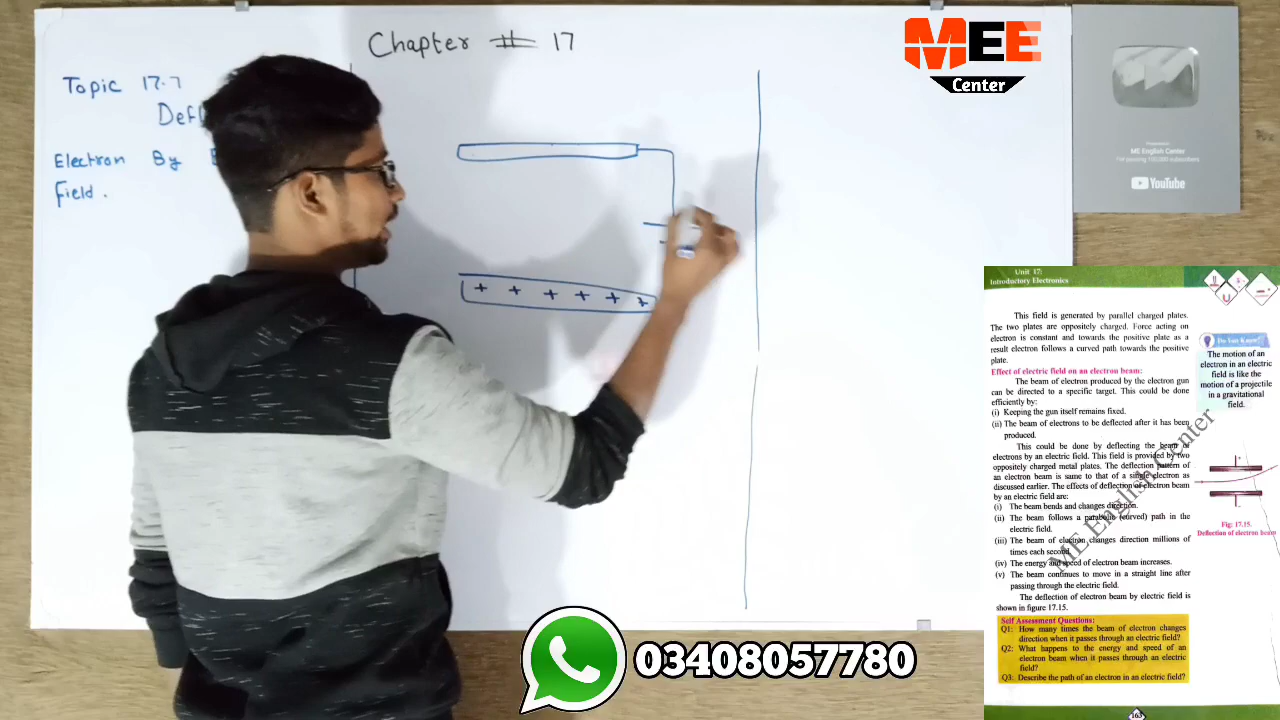 Chapter # 17
Topic 17.7
Defl
Electron By E
field.
+ + + + + +
MEE
Center
Presented to
ME English Center
For passing 100,000 subscribers
YouTube
Unit 17:
Introductory Electronics
This field is generated by parallel charged plates.
The two plates are oppositely charged. Force acting on
electron is constant and towards the positive plate as a
result electron follows a curved path towards the positive
plate.
Effect of electric field on an electron beam:
The beam of electron produced by the electron gun
can be directed to a specific target. This could be done
efficiently by:
(i) Keeping the gun itself remains fixed.
(ii) The beam of electrons to be deflected after it has been
produced.
This could be done by deflecting the beam of
electrons by an electric field. This field is provided by two
oppositely charged metal plates. The deflection pattern of
an electron beam is same to that of a single electron as
discussed earlier. The effects of deflection of electron beam
by an electric field are:
(i) The beam bends and changes direction.
(ii) The beam follows a parabolic (curved) path in the
electric field.
(iii) The beam of electron changes direction millions of
times each second.
(iv) The energy and speed of electron beam increases.
(v) The beam continues to move in a straight line after
passing through the electric field.
The deflection of electron beam by electric field is
shown in figure 17.15.
Self Assessment Questions:
Q1: How many times the beam of electron changes
direction when it passes through an electric field?
Q2: What happens to the energy and speed of an
electron beam when it passes through an electric
field?
Q3: Describe the path of an electron in an electric field?
Do You Know?
The motion of an
electron in an electric
field is like the
motion of a projectile
in a gravitational
field.
Fig: 17.15.
Deflection of electron beam
ME English Center
163
03408057780